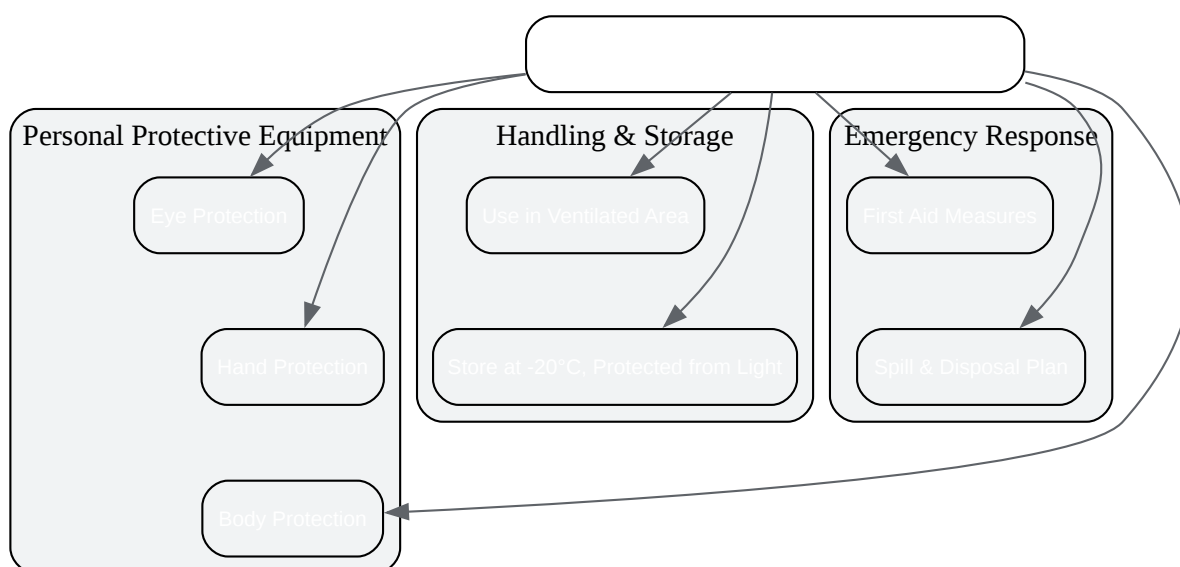 Personal Protective Equipment
Handling & Storage
Emergency Response
Eye Protection
Use in Ventilated Area
First Aid Measures
Hand Protection
Store at -20°C, Protected from Light
Spill & Disposal Plan
Body Protection